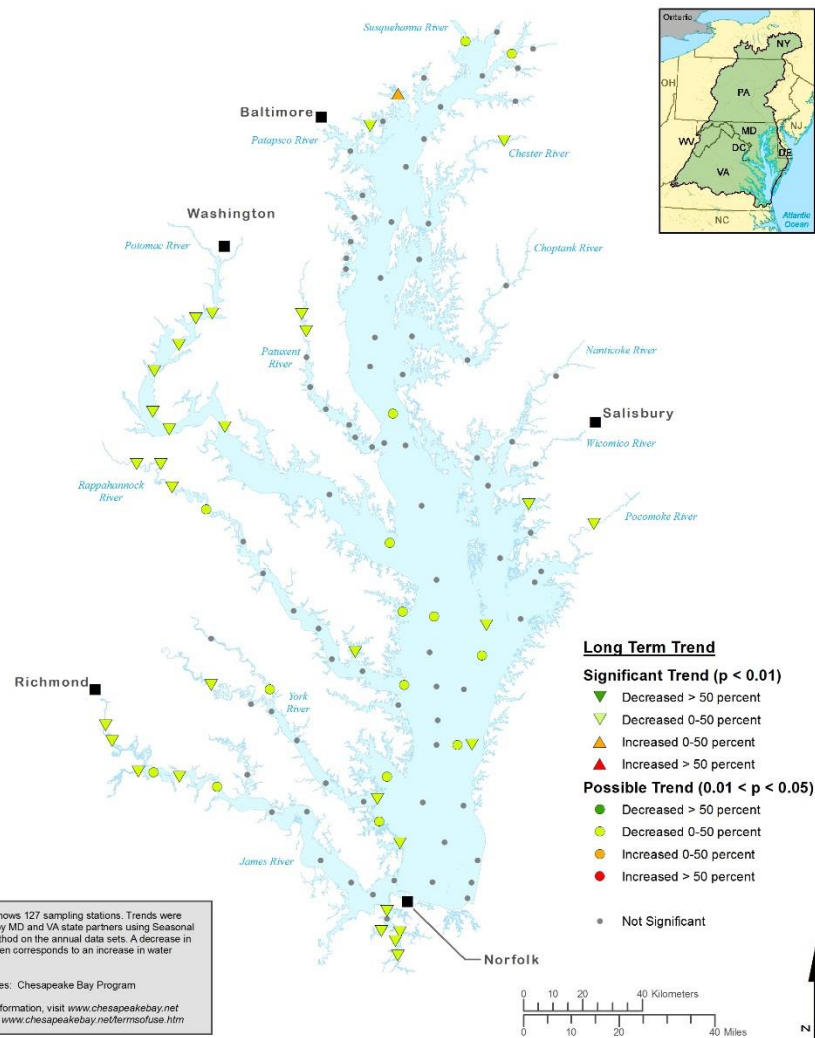 Susquehanna River
Ontario
NY
OH
PA
NJ
MD
WV
DC
DE
VA
NC
Atlantic
Ocean
Baltimore
Patapsco River
Chester River
Washington
Potomac River
Choptank River
Patuxent
River
Nanticoke River
Salisbury
Wicomico River
Rappahannock
River
Pocomoke River
Richmond
York
River
James River
Norfolk
Long Term Trend
Significant Trend (p < 0.01)
Decreased > 50 percent
Decreased 0-50 percent
Increased 0-50 percent
Increased > 50 percent
Possible Trend (0.01 < p < 0.05)
Decreased > 50 percent
Decreased 0-50 percent
Increased 0-50 percent
Increased > 50 percent
Not Significant
hows 127 sampling stations. Trends were
by MD and VA state partners using Seasonal
thod on the annual data sets. A decrease in
en corresponds to an increase in water
es: Chesapeake Bay Program
formation, visit www.chesapeakebay.net
www.chesapeakebay.net/termsofuse.htm
0 10 20 40 Kilometers
0 10 20 40 Miles
N